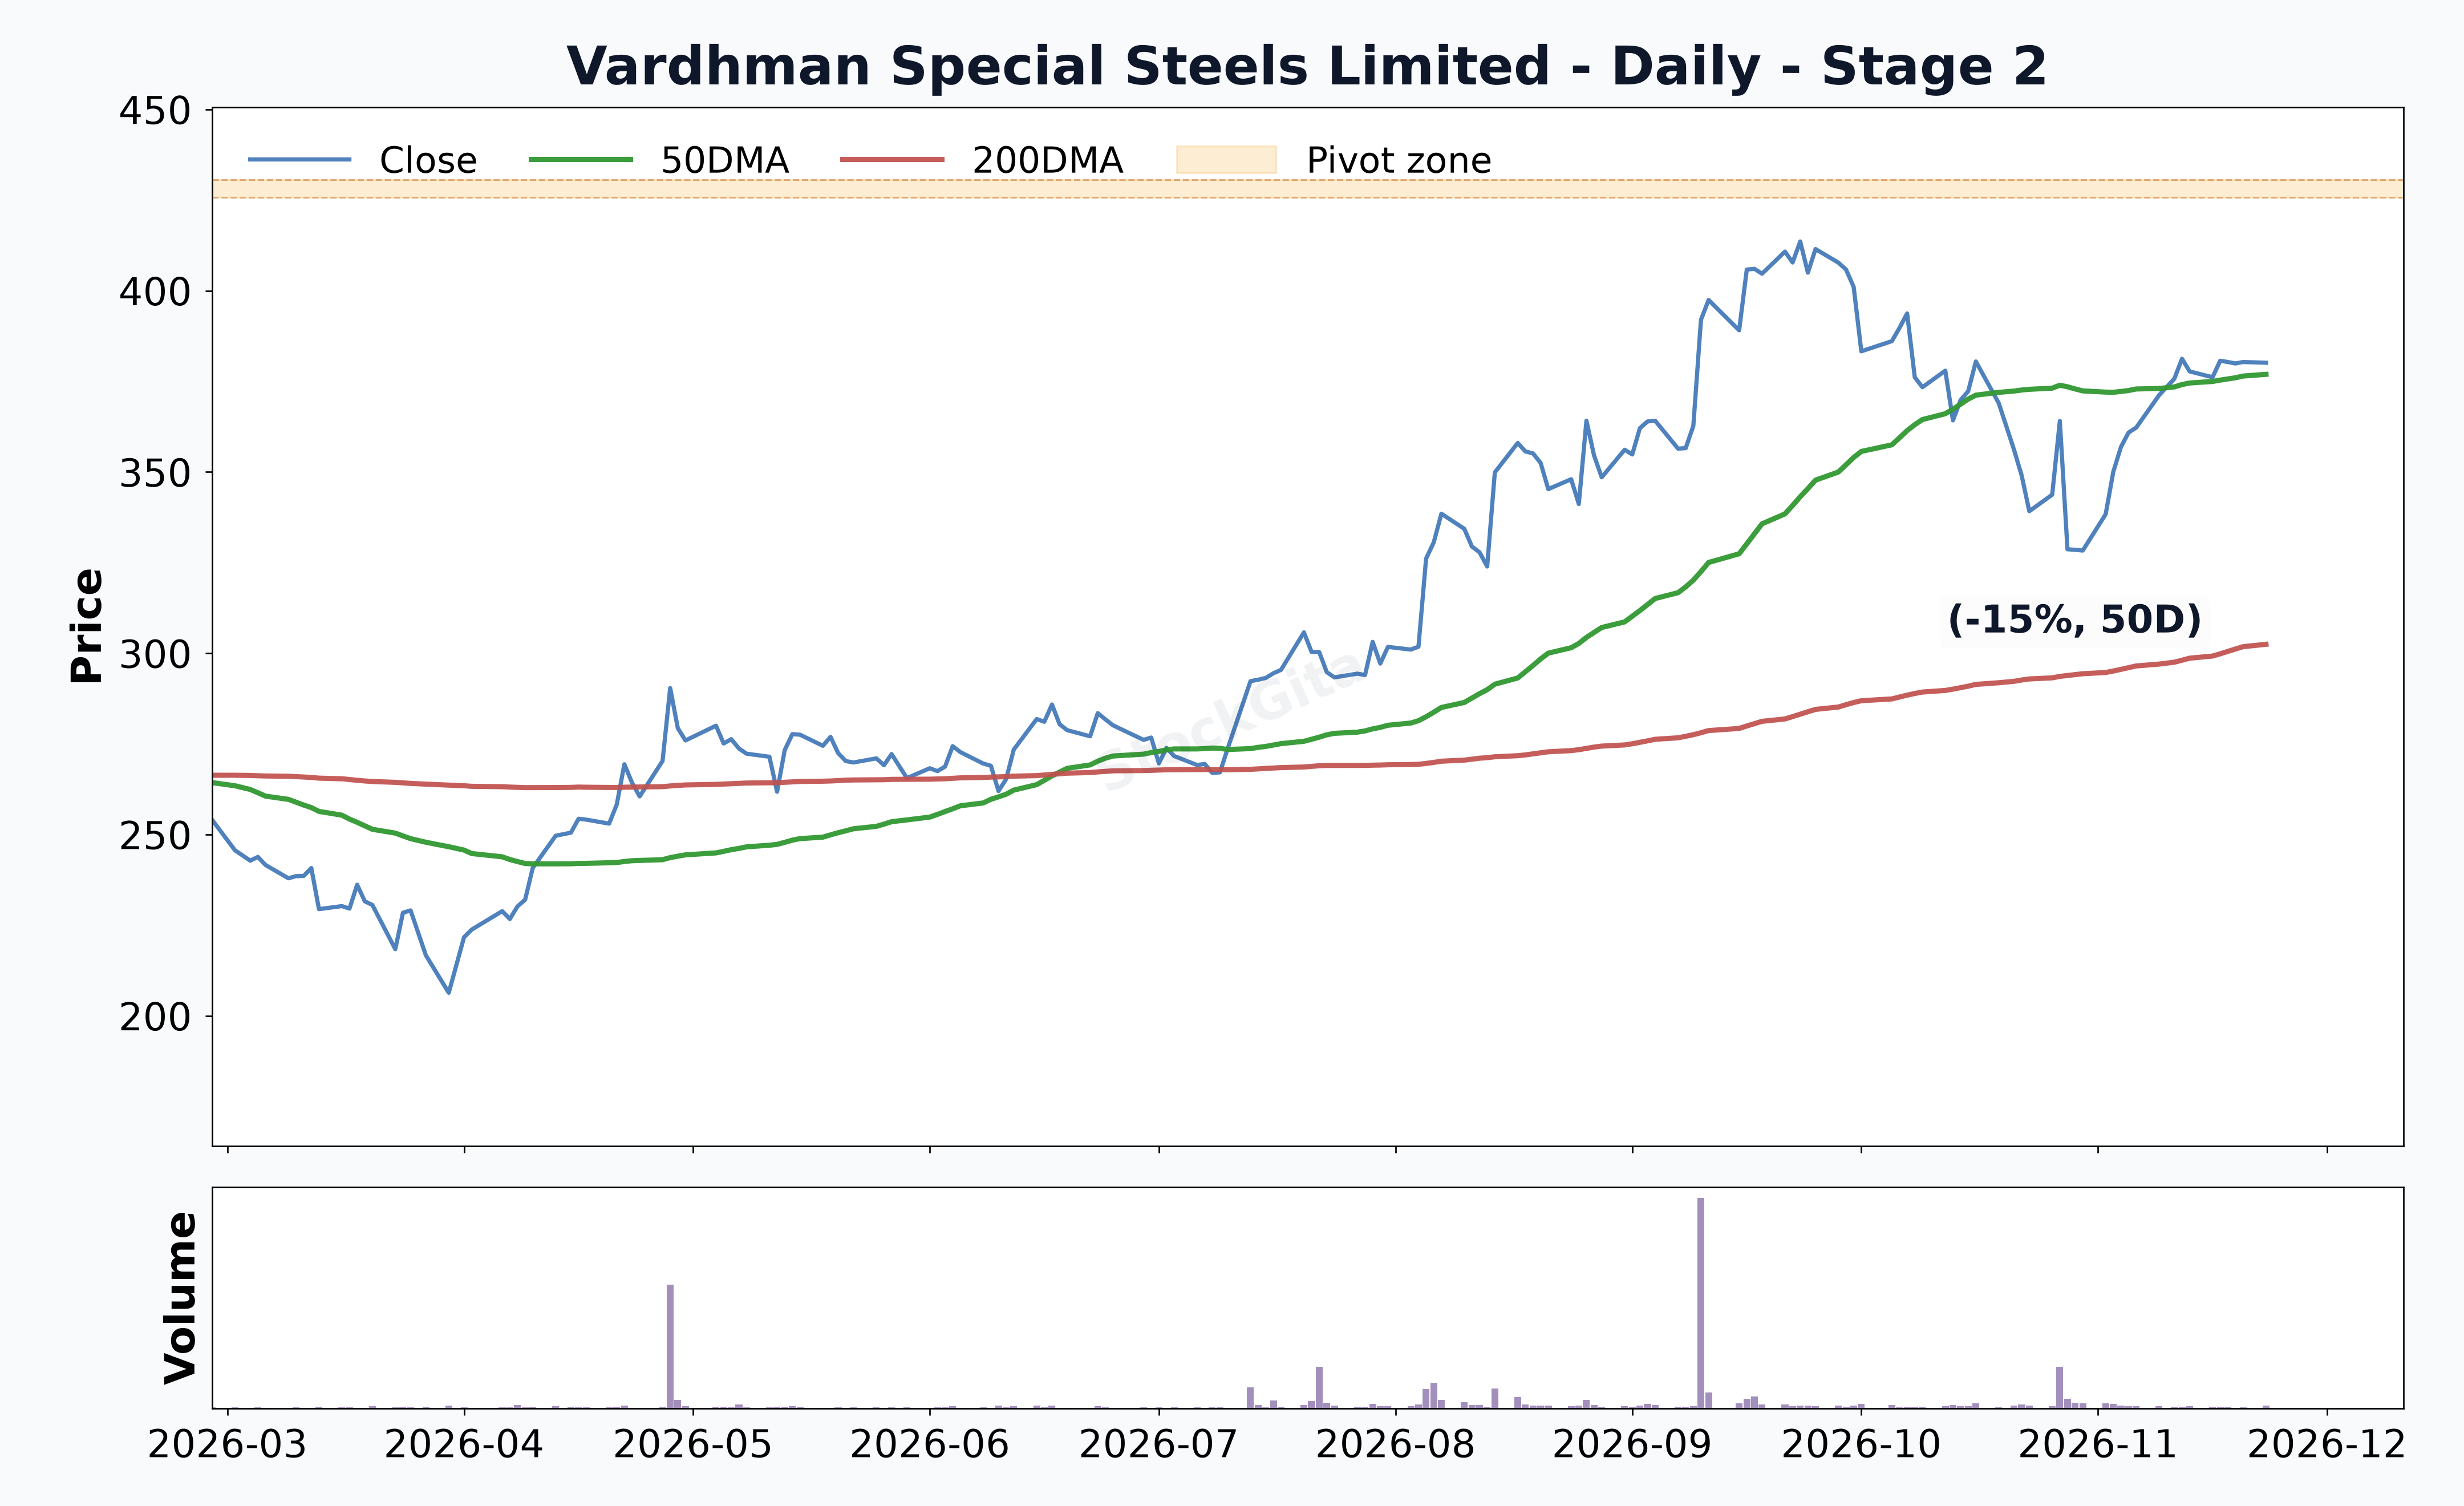 Vardhman Special Steels Limited - Daily - Stage 2
Close 50DMA 200DMA Pivot zone
Price
450
400
350
300
250
200
(-15%, 50D)
StockGita
Volume
2026-03 2026-04 2026-05 2026-06 2026-07 2026-08 2026-09 2026-10 2026-11 2026-12